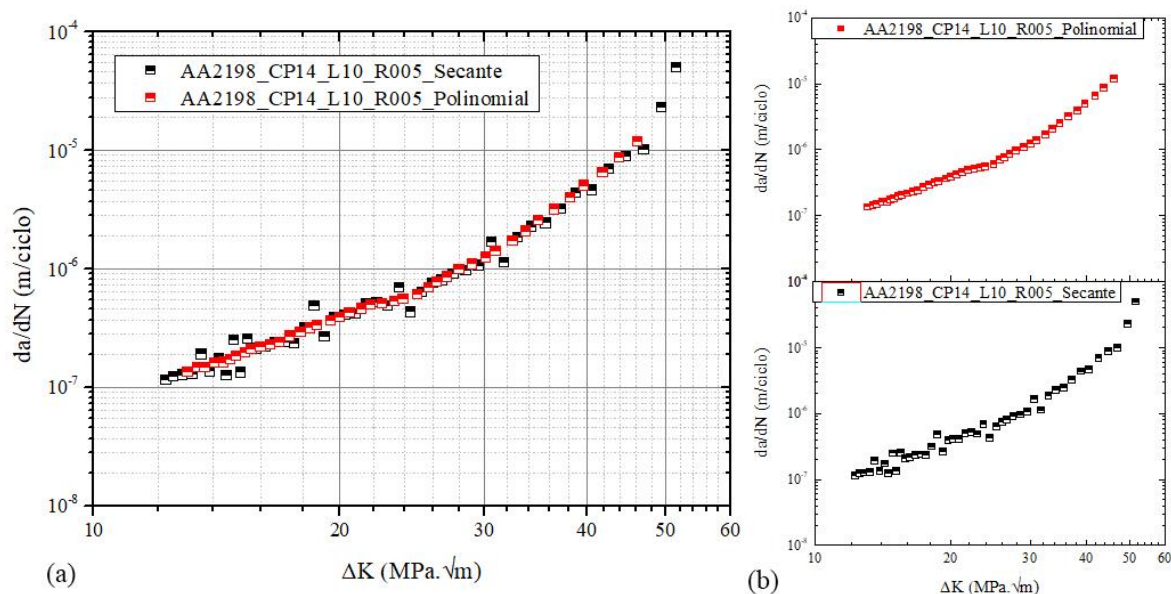 10⁻⁴
AA2198_CP14_L10_R005_Secante
AA2198_CP14_L10_R005_Polinomial
10⁻⁵
10⁻⁶
10⁻⁷
10⁻⁸
da/dN (m/ciclo)
10 20 30 40 50 60
ΔK (MPa.√m)
(a)
10⁻⁴
AA2198_CP14_L10_R005_Polinomial
10⁻⁵
10⁻⁶
10⁻⁷
da/dN (m/ciclo)
10⁻⁴
10⁻⁸
AA2198_CP14_L10_R005_Secante
10⁻⁵
10⁻⁶
10⁻⁷
10⁻⁸
da/dN (m/ciclo)
10 20 30 40 50 60
ΔK (MPa.√m)
(b)